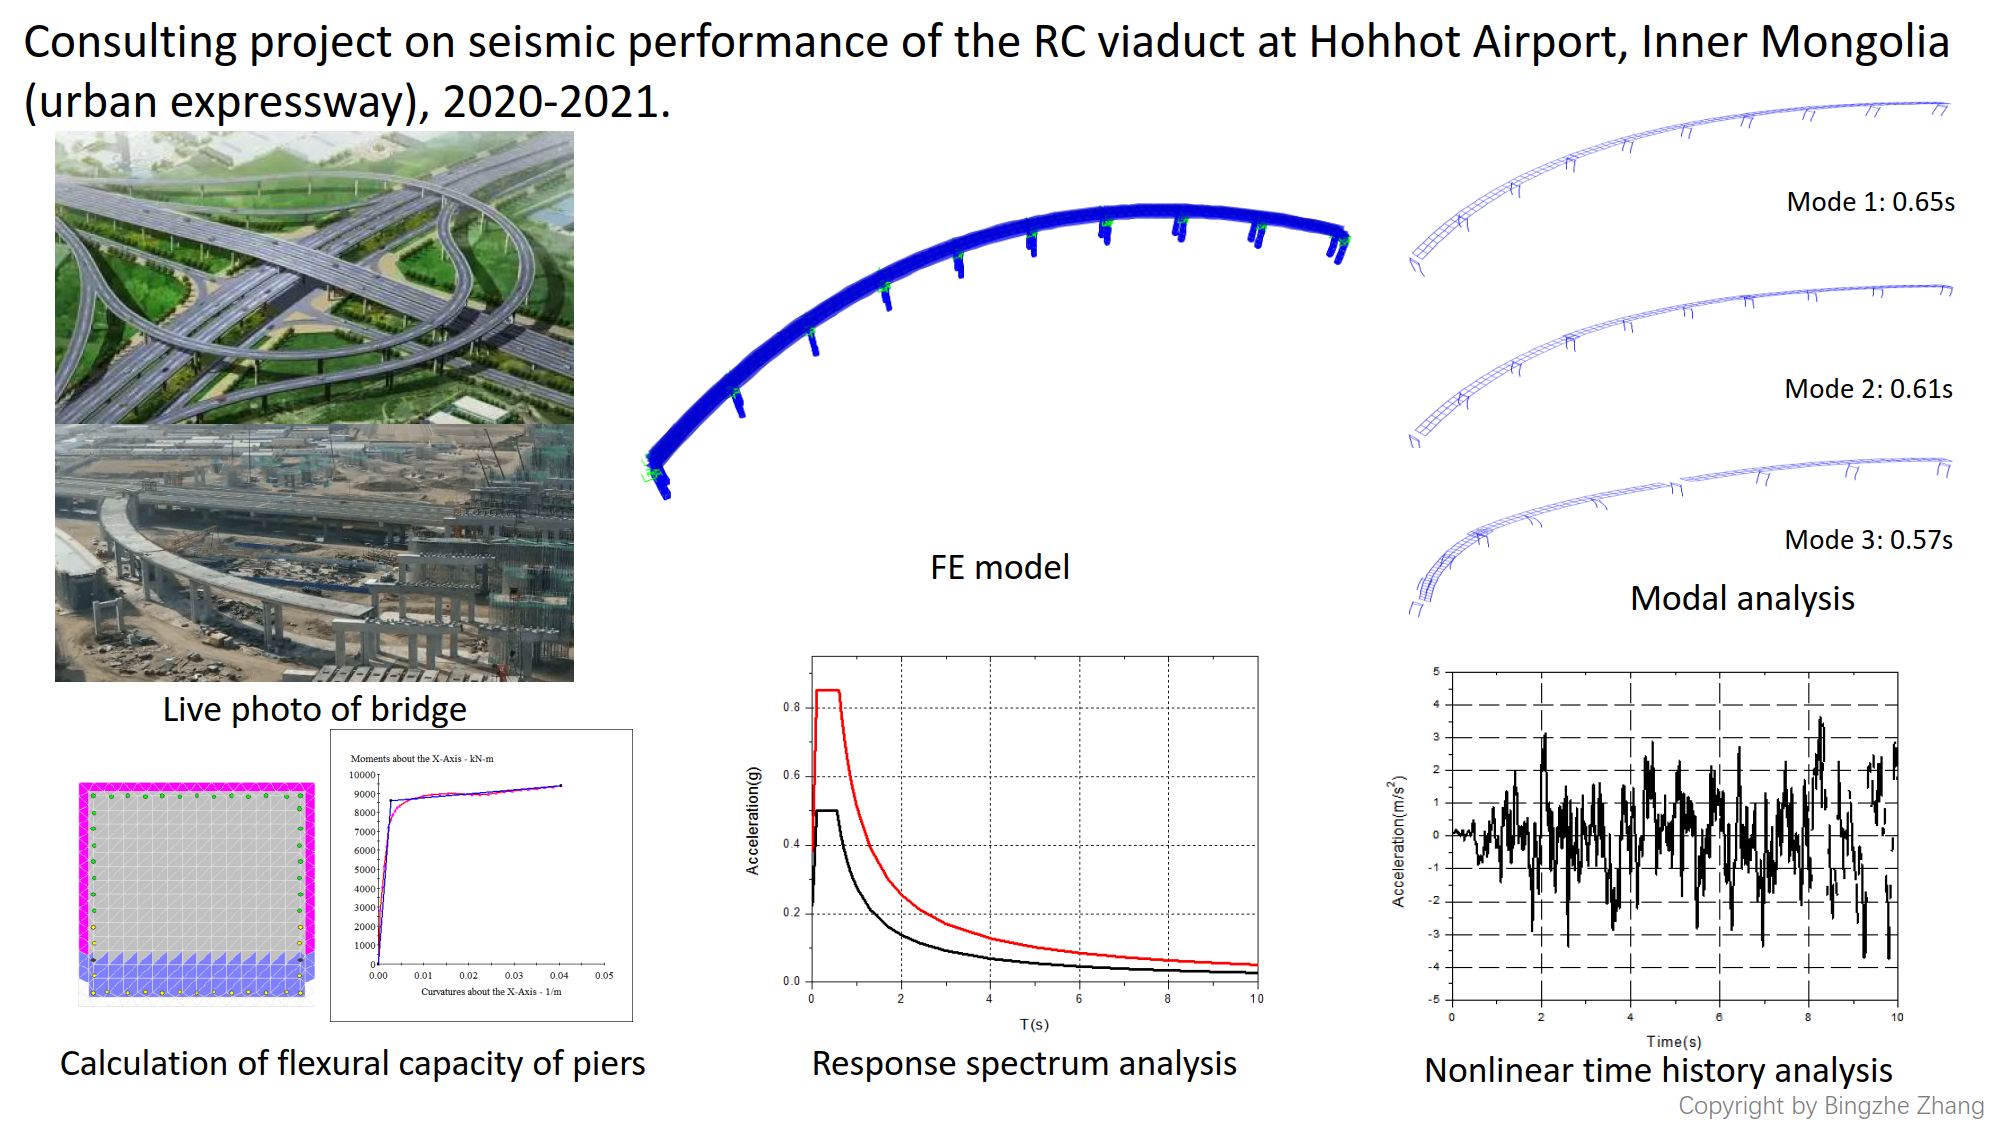 Consulting project on seismic performance of the RC viaduct at Hohhot Airport, Inner Mongolia
(urban expressway), 2020-2021.
Mode 1: 0.65s
Mode 2: 0.61s
Mode 3: 0.57s
FE model
Modal analysis
Live photo of bridge
Moments about the X-Axis - kN-m
10000
9000
8000
7000
6000
5000
4000
3000
2000
1000
0
0.00 0.01 0.02 0.03 0.04 0.05
Curvatures about the X-Axis - 1/m
Calculation of flexural capacity of piers
Acceleration(g)
0.8
0.6
0.4
0.2
0.0
0 2 4 6 8 10
T(s)
Response spectrum analysis
Acceleration(m/s²)
5
4
3
2
1
0
-1
-2
-3
-4
-5
0 2 4 6 8 10
Time(s)
Nonlinear time history analysis
Copyright by Bingzhe Zhang